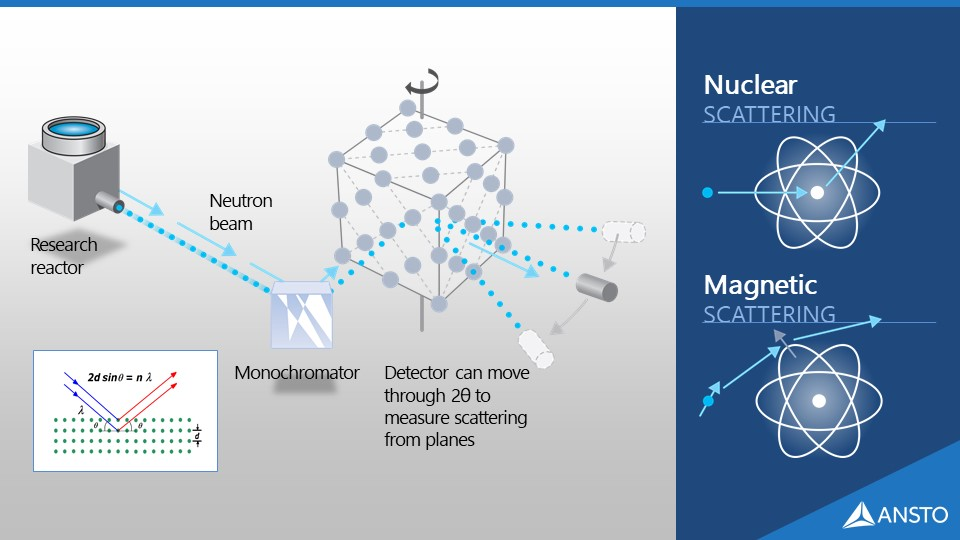 Neutron
beam
Research
reactor
Monochromator
Detector can move
through 2θ to
measure scattering
from planes
2d sinθ = n λ
λ
θ
θ
d
Nuclear
SCATTERING
Magnetic
SCATTERING
ANSTO